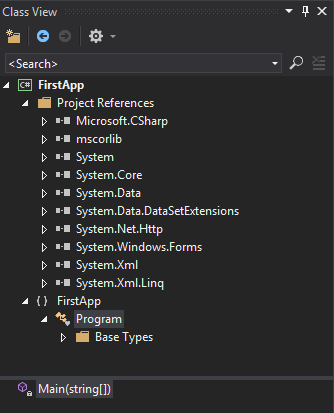 Class View
<Search>
C# FirstApp
Project References
Microsoft.CSharp
mscorlib
System
System.Core
System.Data
System.Data.DataSetExtensions
System.Net.Http
System.Windows.Forms
System.Xml
System.Xml.Linq
{ } FirstApp
Program
Base Types
Main(string[])